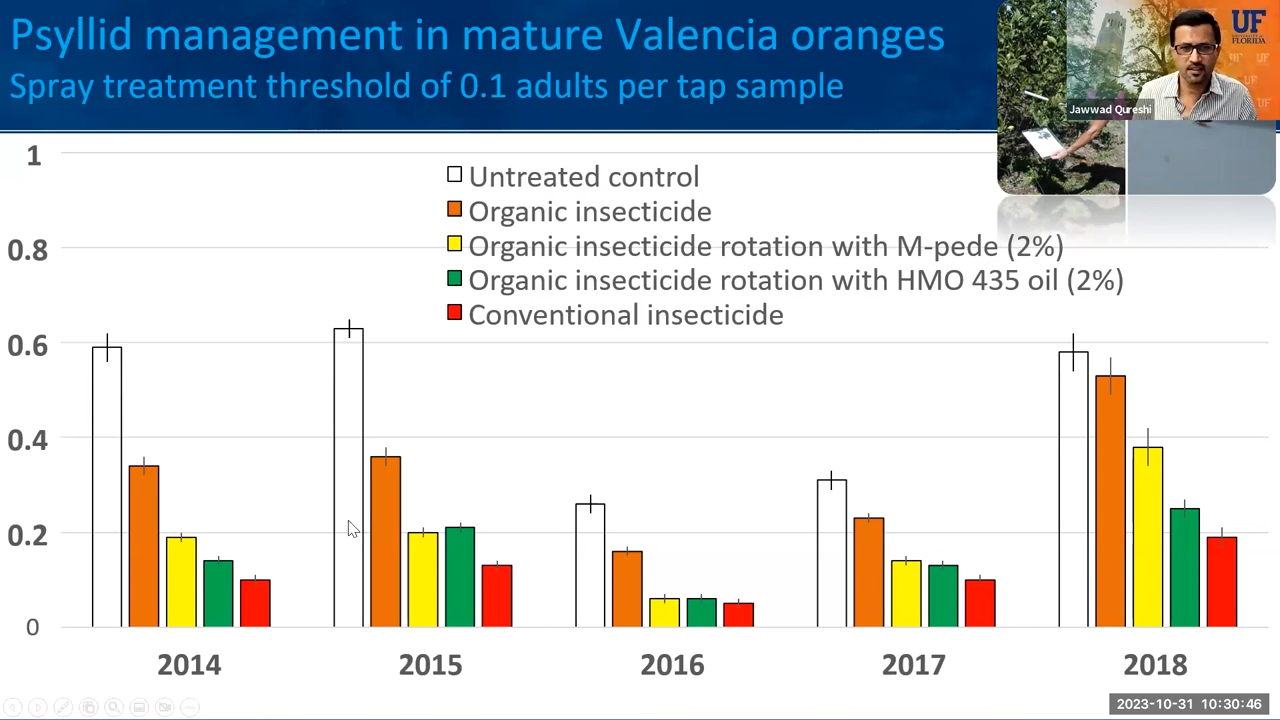 Psyllid management in mature Valencia oranges
Spray treatment threshold of 0.1 adults per tap sample
UF
UNIVERSITY of
FLORIDA
Jawwad Qureshi
1
0.8
0.6
0.4
0.2
0
Untreated control
Organic insecticide
Organic insecticide rotation with M-pede (2%)
Organic insecticide rotation with HMO 435 oil (2%)
Conventional insecticide
2014 2015 2016 2017 2018
2023-10-31 10:30:46